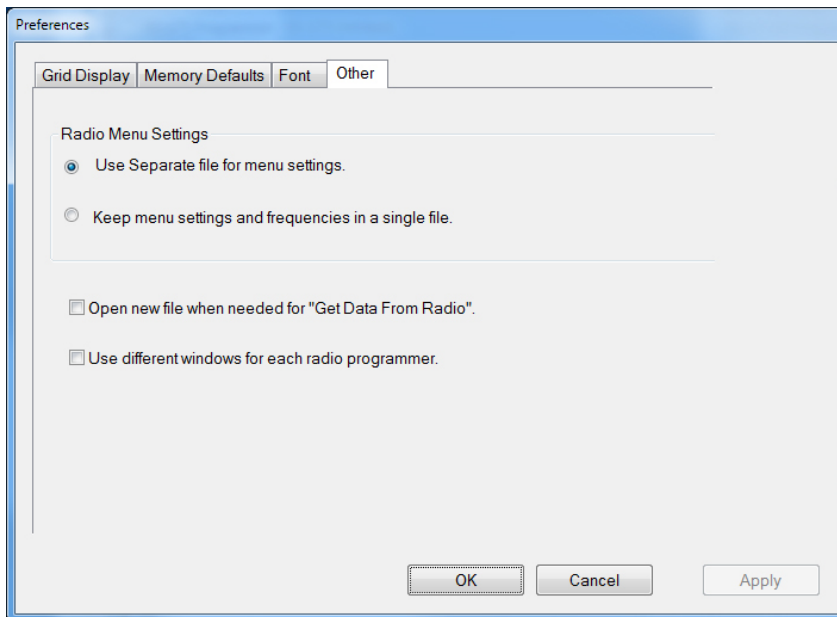 Preferences
Grid Display Memory Defaults Font Other
Radio Menu Settings
Use Separate file for menu settings.
Keep menu settings and frequencies in a single file.
Open new file when needed for "Get Data From Radio".
Use different windows for each radio programmer.
OK Cancel Apply